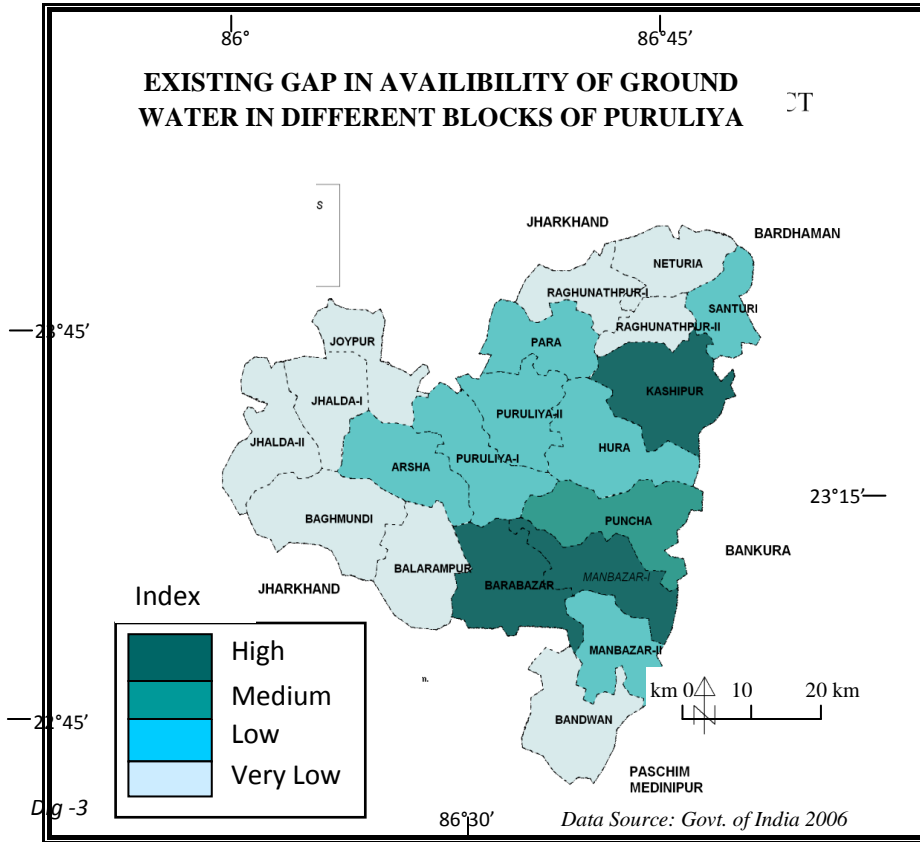 86°
86°45’
EXISTING GAP IN AVAILIBILITY OF GROUND
WATER IN DIFFERENT BLOCKS OF PURULIYA
CT
S
JHARKHAND
BARDHAMAN
NETURIA
RAGHUNATHPUR-I
SANTURI
RAGHUNATHPUR-II
23°45’
JOYPUR
PARA
JHALDA-I
KASHIPUR
PURULIYA-II
JHALDA-II
HURA
ARSHA
PURULIYA-I
23°15’
BAGHMUNDI
PUNCHA
BANKURA
BALARAMPUR
BARABAZAR
MANBAZAR-I
JHARKHAND
Index
High
MANBAZAR-II
n.
Medium
km 0 10 20 km
N
BANDWAN
22°45’
Low
Very Low
PASCHIM
MEDINIPUR
Dig -3
86°30’
Data Source: Govt. of India 2006